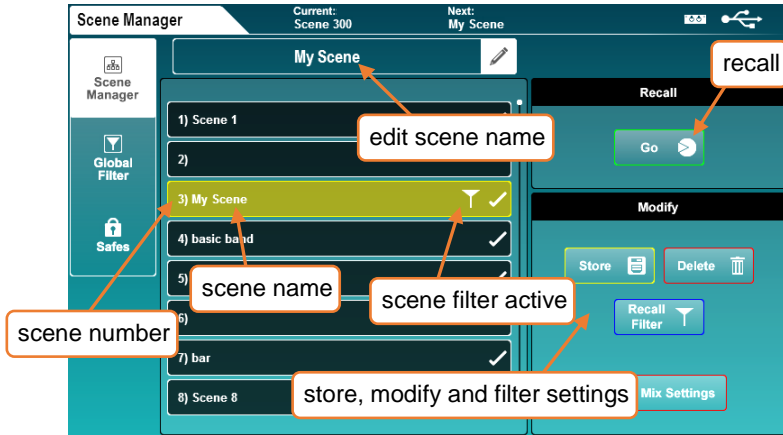 Scene Manager
Current:
Scene 300
Next:
My Scene
Scene
Manager
Global
Filter
Safes
My Scene
recall
Recall
Go
1) Scene 1
edit scene name
2)
3) My Scene
4) basic band
5)
scene name
scene filter active
scene number
6)
7) bar
8) Scene 8
Modify
Store
Delete
Recall
Filter
store, modify and filter settings
Mix Settings